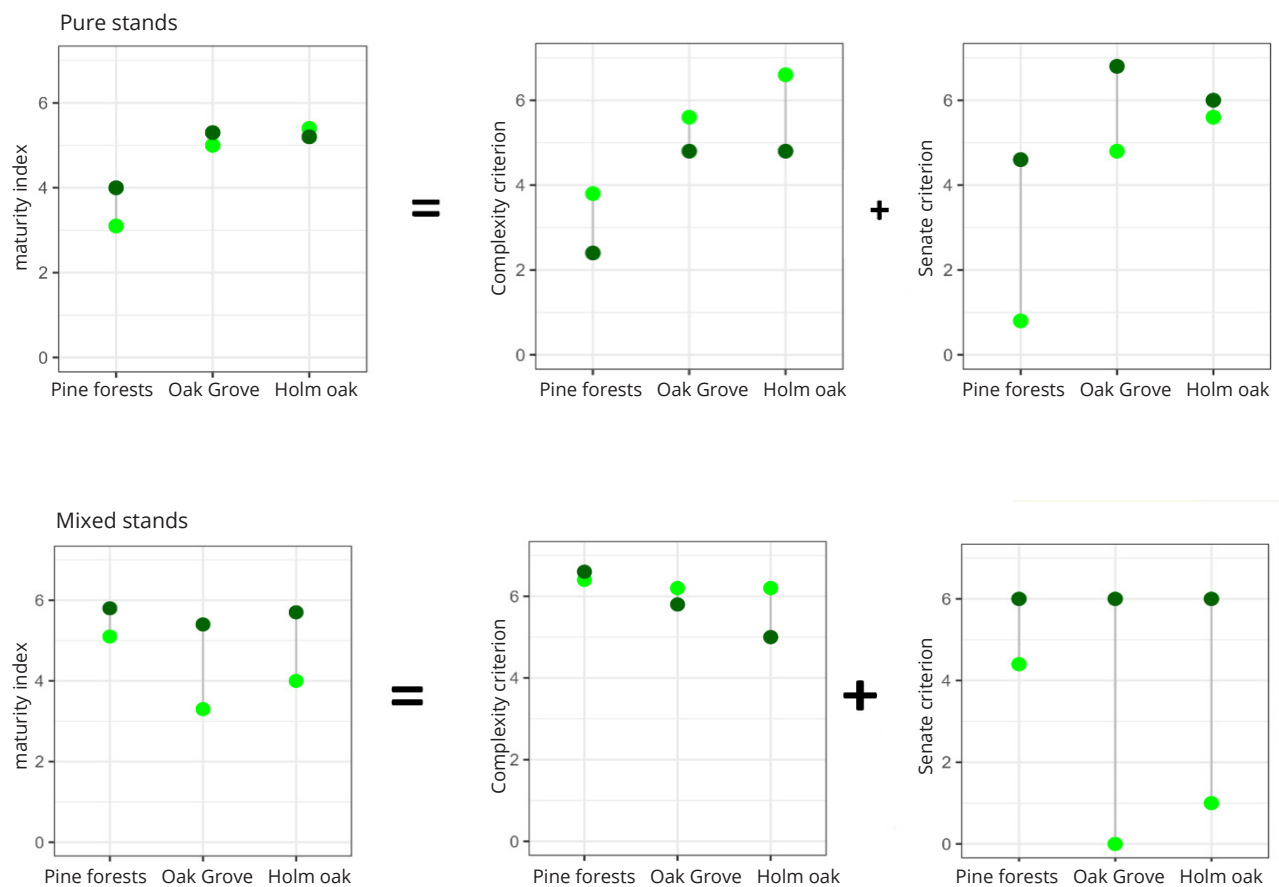 Pure stands
maturity index
6
4
2
0
Pine forests Oak Grove Holm oak
=
Complexity criterion
6
4
2
0
Pine forests Oak Grove Holm oak
+
Senate criterion
6
4
2
0
Pine forests Oak Grove Holm oak
Mixed stands
maturity index
6
4
2
0
Pine forests Oak Grove Holm oak
=
Complexity criterion
6
4
2
0
Pine forests Oak Grove Holm oak
+
Senate criterion
6
4
2
0
Pine forests Oak Grove Holm oak